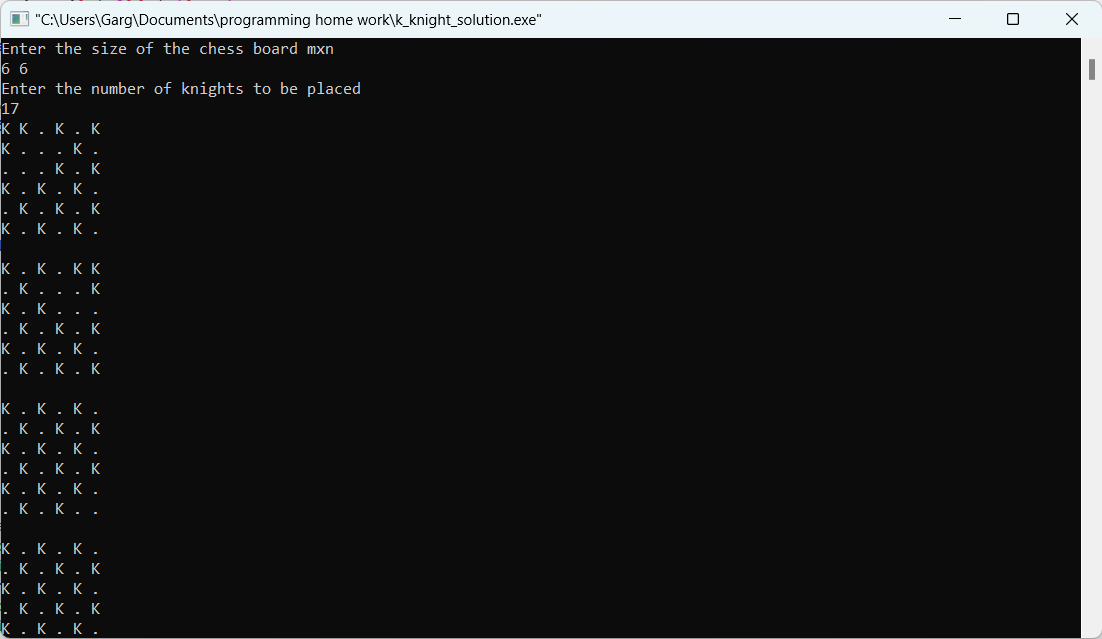 "C:\Users\Garg\Documents\programming home work\k_knight_solution.exe"
Enter the size of the chess board mxn
6 6
Enter the number of knights to be placed
17
K K . K . K
K . . . K .
. . . K . K
K . K . K .
. K . K . K
K . K . K .

K . K . K K
. K . . . K
K . K . . .
. K . K . K
K . K . K .
. K . K . K

K . K . K .
. K . K . K
K . K . K .
. K . K . K
K . K . K .
. K . K . .

K . K . K .
. K . K . K
K . K . K .
. K . K . K
K . K . K .